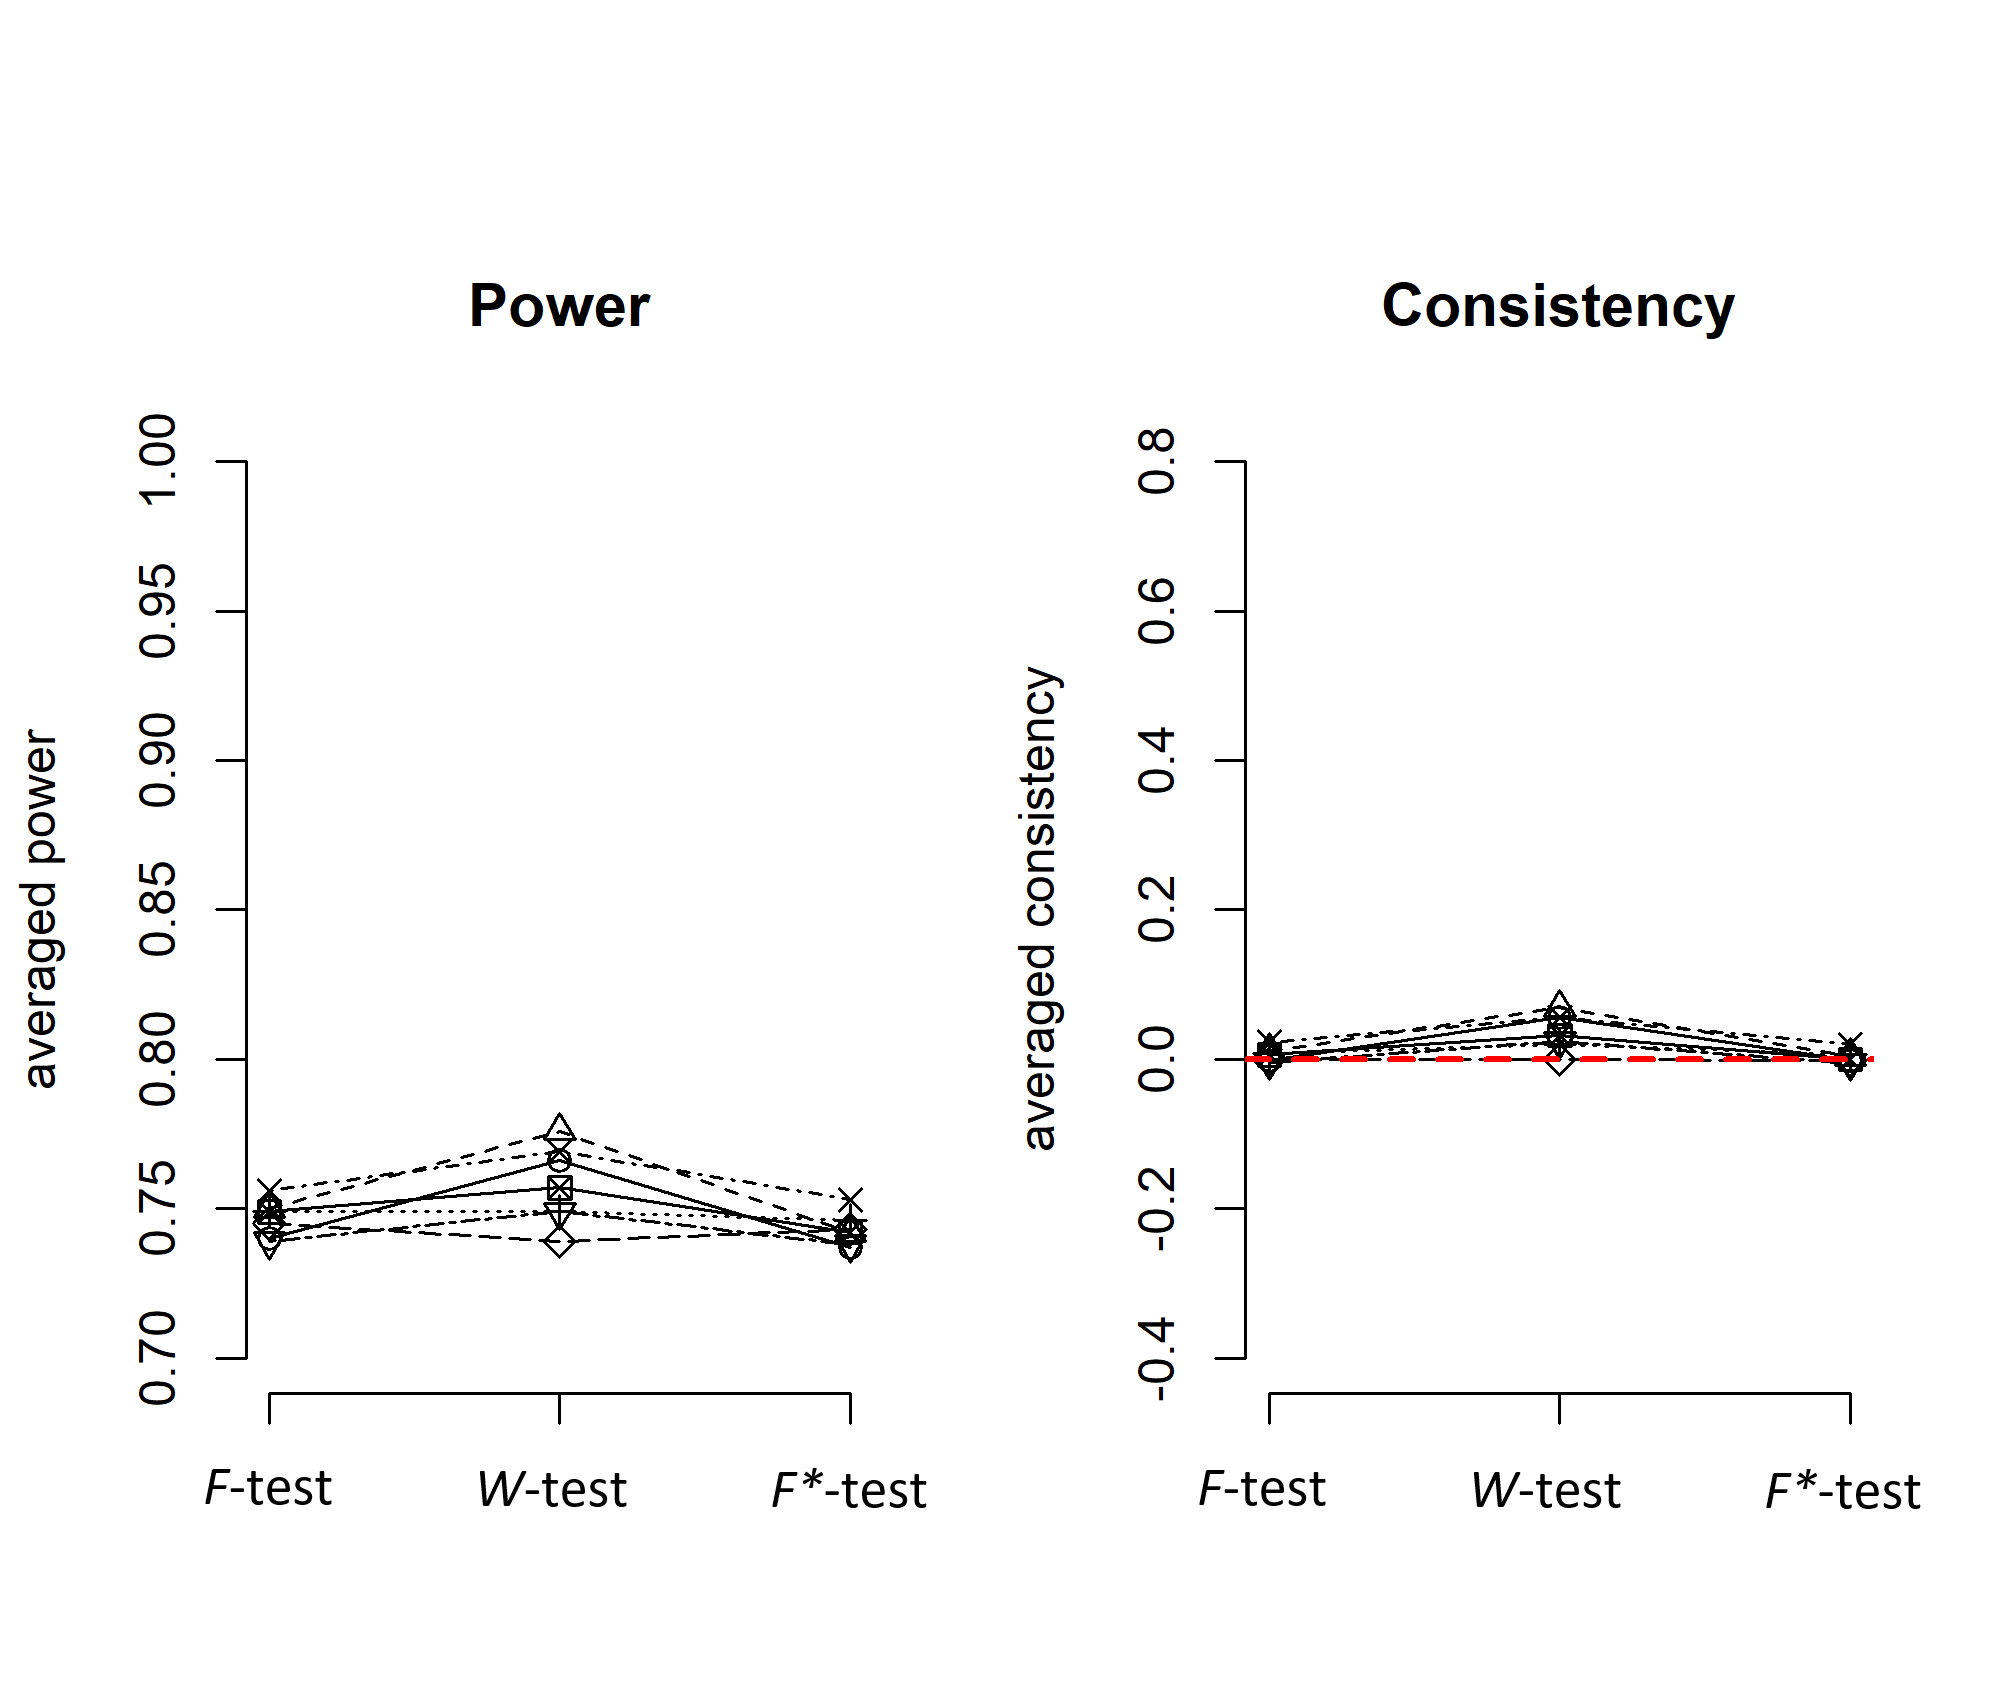 Power
averaged power
1.00
0.95
0.90
0.85
0.80
0.75
0.70
F-test W-test F*-test
Consistency
averaged consistency
0.8
0.6
0.4
0.2
0.0
-0.2
-0.4
F-test W-test F*-test